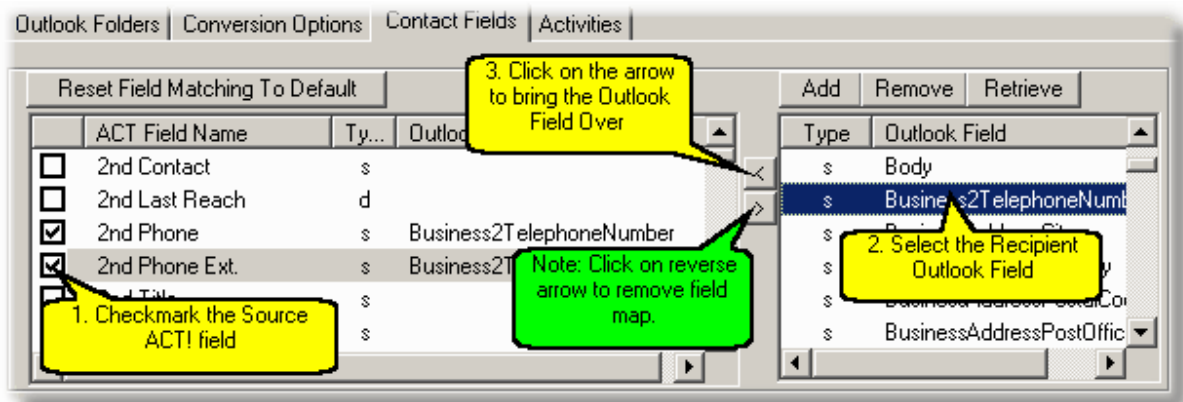 Outlook Folders Conversion Options Contact Fields Activities
Reset Field Matching To Default
3. Click on the arrow
to bring the Outlook
Field Over
Add Remove Retrieve
ACT Field Name Ty...
Type Outlook Field
2nd Contact s
s Body
2nd Last Reach d
2nd Phone s Business2TelephoneNumber
2nd Phone Ext. s
< 
>
1. Checkmark the Source
ACT! field
s
s
Note: Click on reverse
arrow to remove field
map.
s
s
2. Select the Recipient
Outlook Field
s
s
s BusinessAddressPostOffic